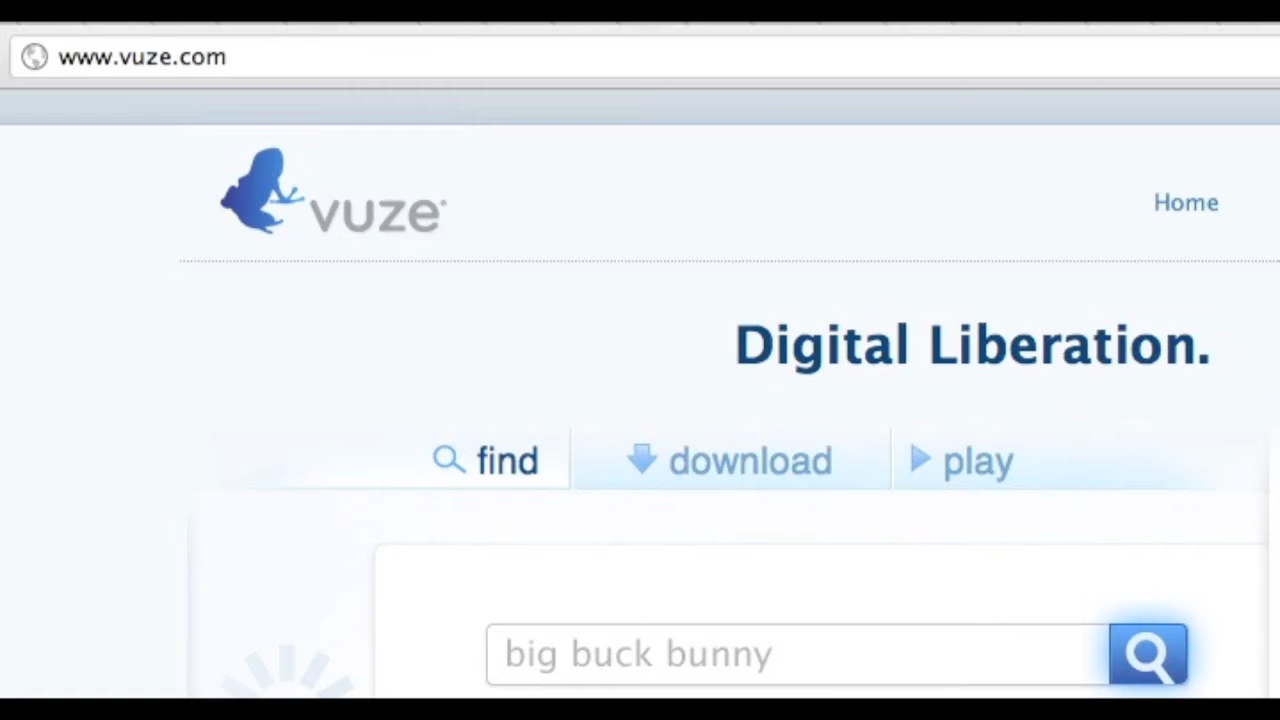 www.vuze.com
vuze
Home
Digital Liberation.
find download play
big buck bunny